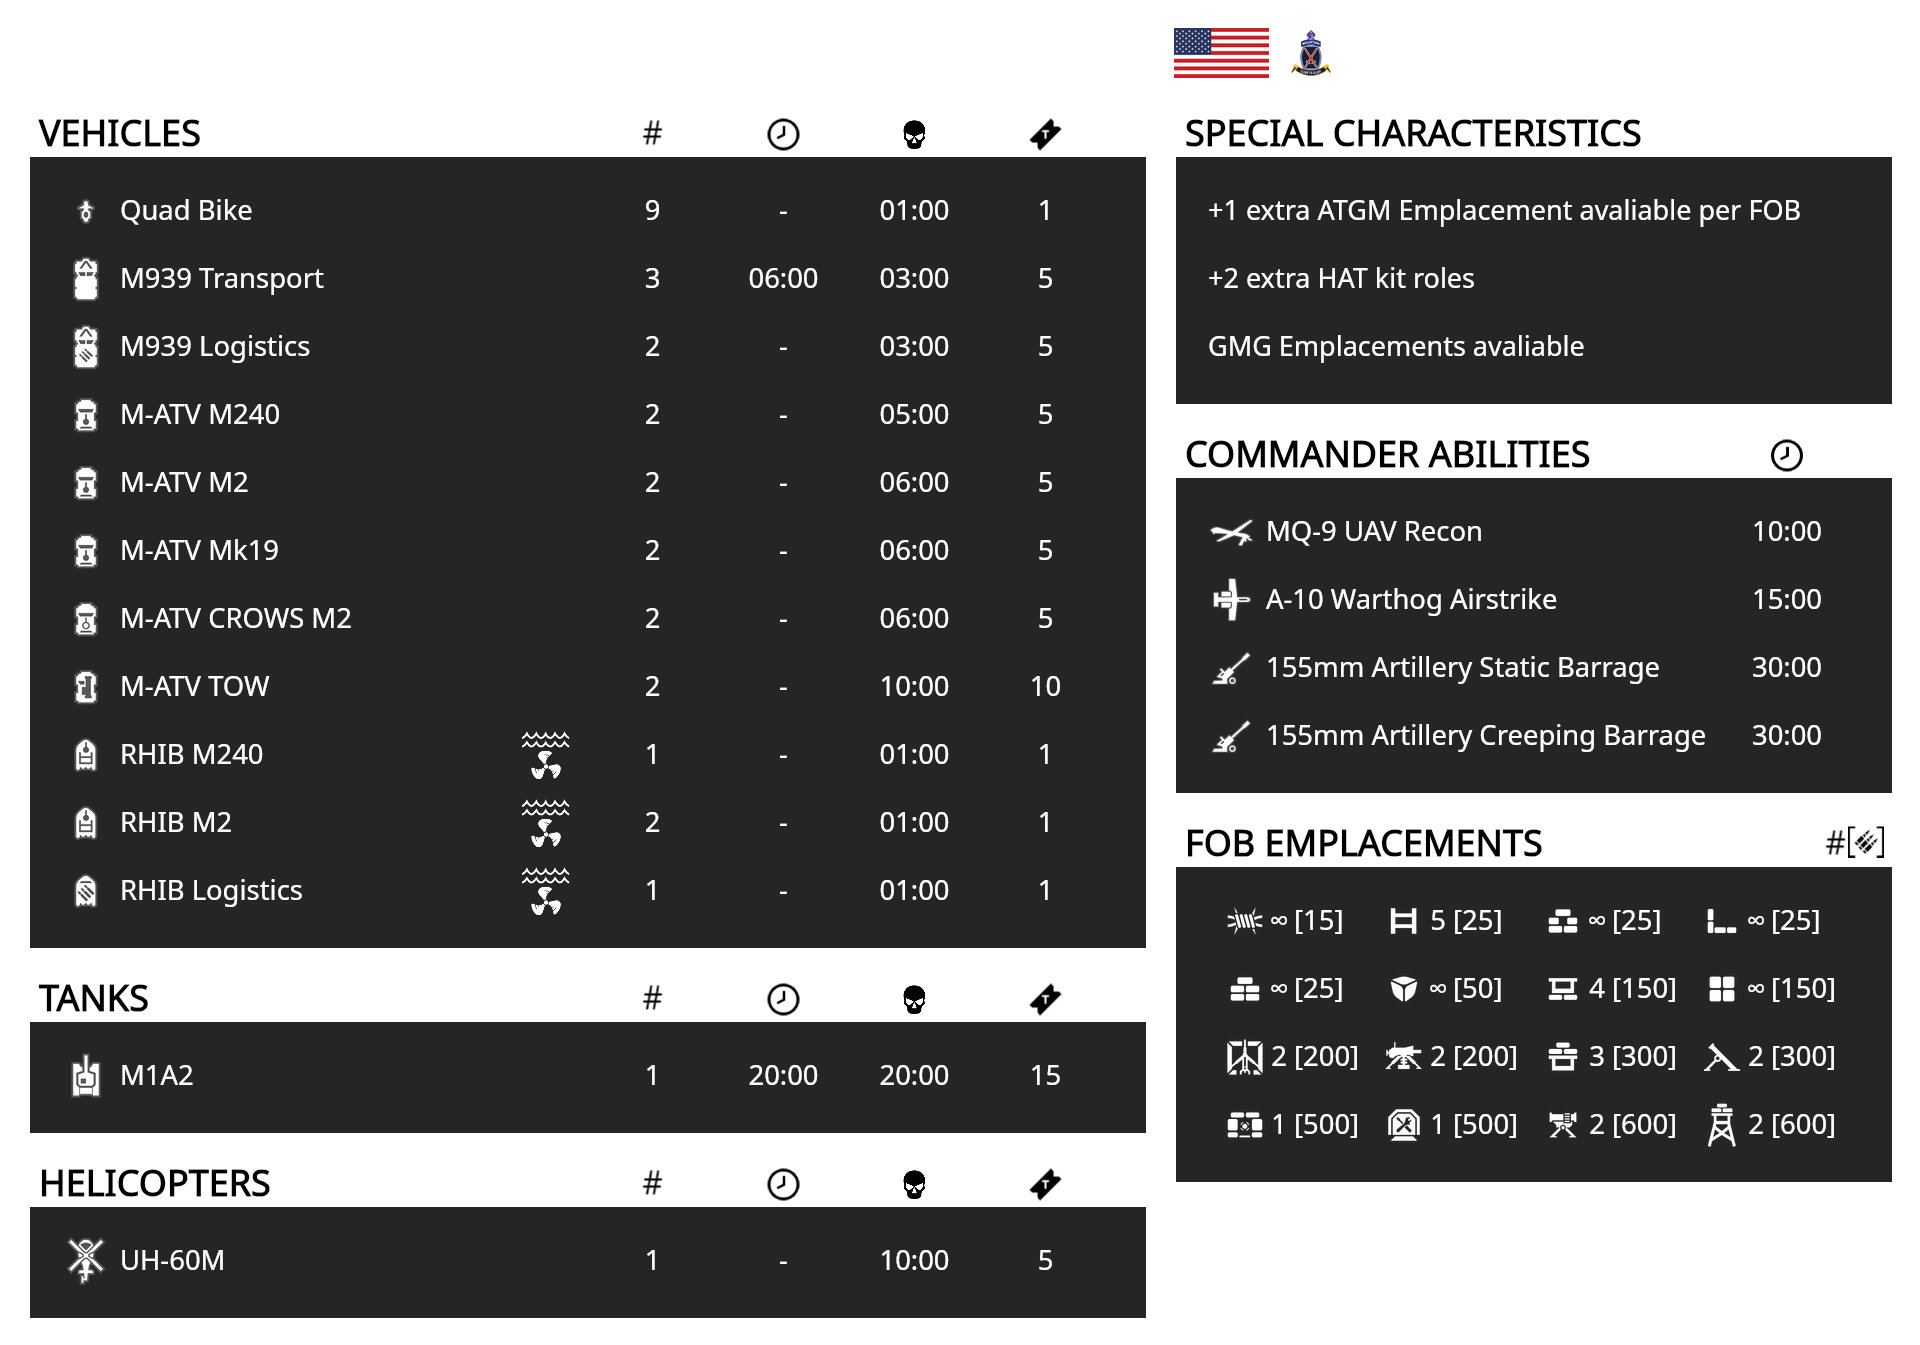 VEHICLES #
Quad Bike 9 - 01:00 1
M939 Transport 3 06:00 03:00 5
M939 Logistics 2 - 03:00 5
M-ATV M240 2 - 05:00 5
M-ATV M2 2 - 06:00 5
M-ATV Mk19 2 - 06:00 5
M-ATV CROWS M2 2 - 06:00 5
M-ATV TOW 2 - 10:00 10
RHIB M240 1 - 01:00 1
RHIB M2 2 - 01:00 1
RHIB Logistics 1 - 01:00 1
TANKS #
M1A2 1 20:00 20:00 15
HELICOPTERS #
UH-60M 1 - 10:00 5
SPECIAL CHARACTERISTICS
+1 extra ATGM Emplacement avaliable per FOB
+2 extra HAT kit roles
GMG Emplacements avaliable
COMMANDER ABILITIES
MQ-9 UAV Recon 10:00
A-10 Warthog Airstrike 15:00
155mm Artillery Static Barrage 30:00
155mm Artillery Creeping Barrage 30:00
FOB EMPLACEMENTS #[]
∞ [15] 5 [25] ∞ [25] ∞ [25]
∞ [25] ∞ [50] 4 [150] ∞ [150]
2 [200] 2 [200] 3 [300] 2 [300]
1 [500] 1 [500] 2 [600] 2 [600]